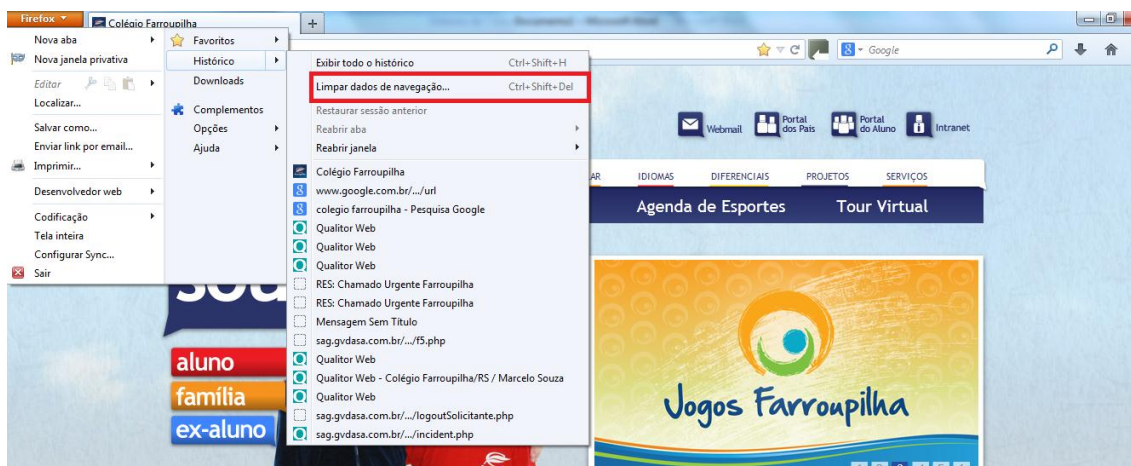 Firefox
Colégio Farroupilha
Nova aba
Nova janela privativa
Editar
Localizar...
Salvar como...
Enviar link por email...
Imprimir...
Desenvolvedor web
Codificação
Tela inteira
Configurar Sync...
Sair
Favoritos
Histórico
Downloads
Complementos
Opções
Ajuda
Exibir todo o histórico Ctrl+Shift+H
Limpar dados de navegação... Ctrl+Shift+Del
Restaurar sessão anterior
Reabrir aba
Reabrir janela
Colégio Farroupilha
www.google.com.br/.../url
colegio farroupilha - Pesquisa Google
Qualitor Web
Qualitor Web
Qualitor Web
RES: Chamado Urgente Farroupilha
RES: Chamado Urgente Farroupilha
Mensagem Sem Título
sag.gvdasa.com.br/.../f5.php
Qualitor Web
Qualitor Web - Colégio Farroupilha/RS / Marcelo Souza
Qualitor Web
sag.gvdasa.com.br/.../logoutSolicitante.php
sag.gvdasa.com.br/.../incident.php
Google
Webmail
Portal dos Pais
Portal do Aluno
Intranet
AR IDIOMAS DIFERENCIAIS PROJETOS SERVIÇOS
Agenda de Esportes Tour Virtual
sou
aluno
família
ex-aluno
Jogos Farroupilha